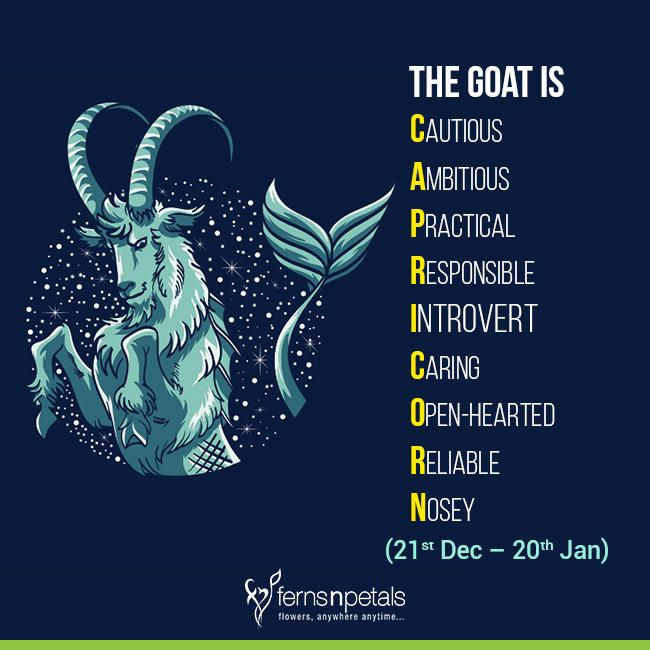 THE GOAT IS
CAUTIOUS
AMBITIOUS
PRACTICAL
RESPONSIBLE
INTROVERT
CARING
OPEN-HEARTED
RELIABLE
NOSEY
(21st Dec – 20th Jan)
fernsnpetals
flowers, anywhere anytime...